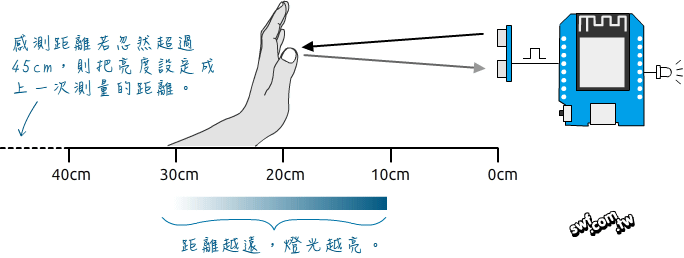 感測距離若忽然超過
45cm，則把亮度設定成
上一次測量的距離。
40cm
30cm
20cm
10cm
0cm
距離越遠，燈光越亮。
swf.com.tw